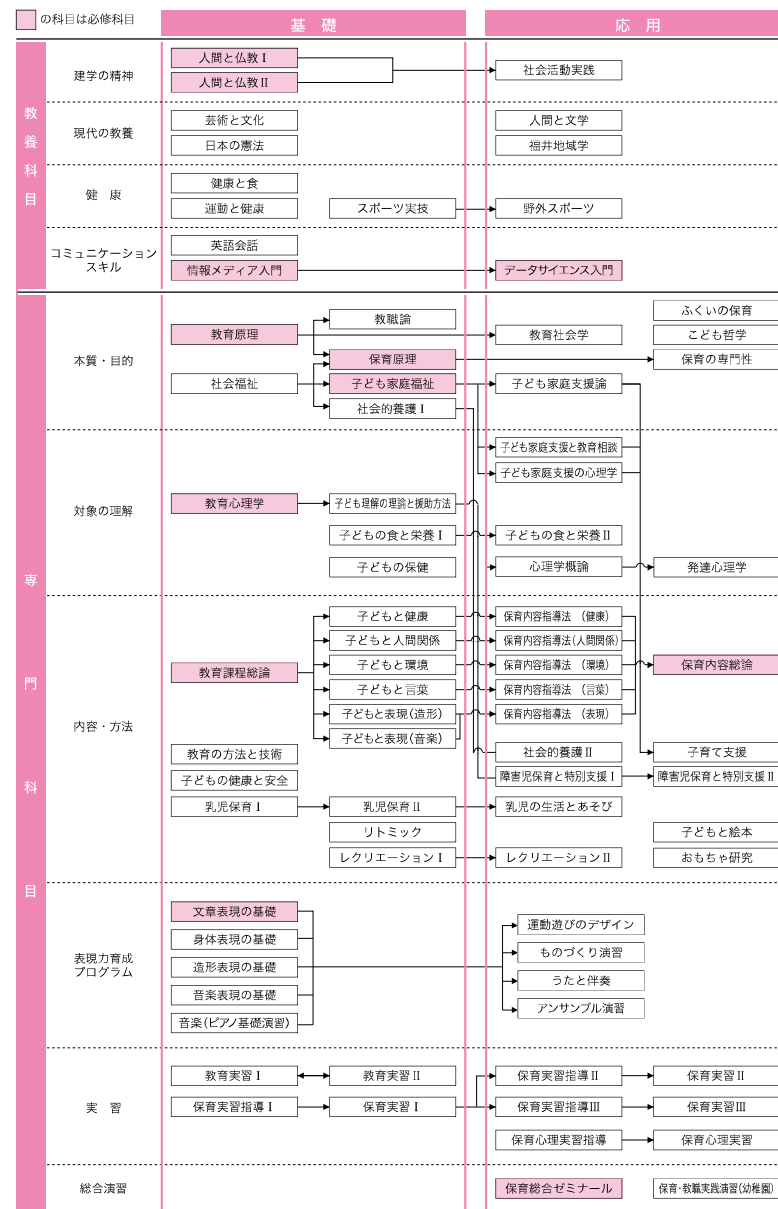 の科目は必修科目
基 礎
応 用
教養科目
建学の精神
人間と仏教 I
人間と仏教 II
社会活動実践
現代の教養
芸術と文化
人間と文学
日本の憲法
福井地域学
健 康
健康と食
運動と健康
スポーツ実技
野外スポーツ
コミュニケーション
スキル
英語会話
情報メディア入門
データサイエンス入門
専門科目
本質・目的
ふくいの保育
教職論
教育原理
教育社会学
こども哲学
保育原理
保育の専門性
社会福祉
子ども家庭福祉
子ども家庭支援論
社会的養護 I
対象の理解
子ども家庭支援と教育相談
子ども家庭支援の心理学
教育心理学
子ども理解の理論と援助方法
子どもの食と栄養 I
子どもの食と栄養 II
子どもの保健
心理学概論
発達心理学
内容・方法
子どもと健康
保育内容指導法 (健康)
子どもと人間関係
保育内容指導法(人間関係)
教育課程総論
子どもと環境
保育内容指導法 (環境)
保育内容総論
子どもと言葉
保育内容指導法 (言葉)
子どもと表現(造形)
保育内容指導法 (表現)
子どもと表現(音楽)
教育の方法と技術
社会的養護 II
子育て支援
子どもの健康と安全
障害児保育と特別支援 I
障害児保育と特別支援 II
乳児保育 I
乳児保育 II
乳児の生活とあそび
リトミック
子どもと絵本
レクリエーション I
レクリエーション II
おもちゃ研究
表現力育成
プログラム
文章表現の基礎
身体表現の基礎
造形表現の基礎
音楽表現の基礎
音楽(ピアノ基礎演習)
運動遊びのデザイン
ものづくり演習
うたと伴奏
アンサンブル演習
実 習
教育実習 I
教育実習 II
保育実習指導 II
保育実習 II
保育実習指導 I
保育実習 I
保育実習指導III
保育実習III
保育心理実習指導
保育心理実習
総合演習
保育総合ゼミナール
保育・教職実践演習(幼稚園)